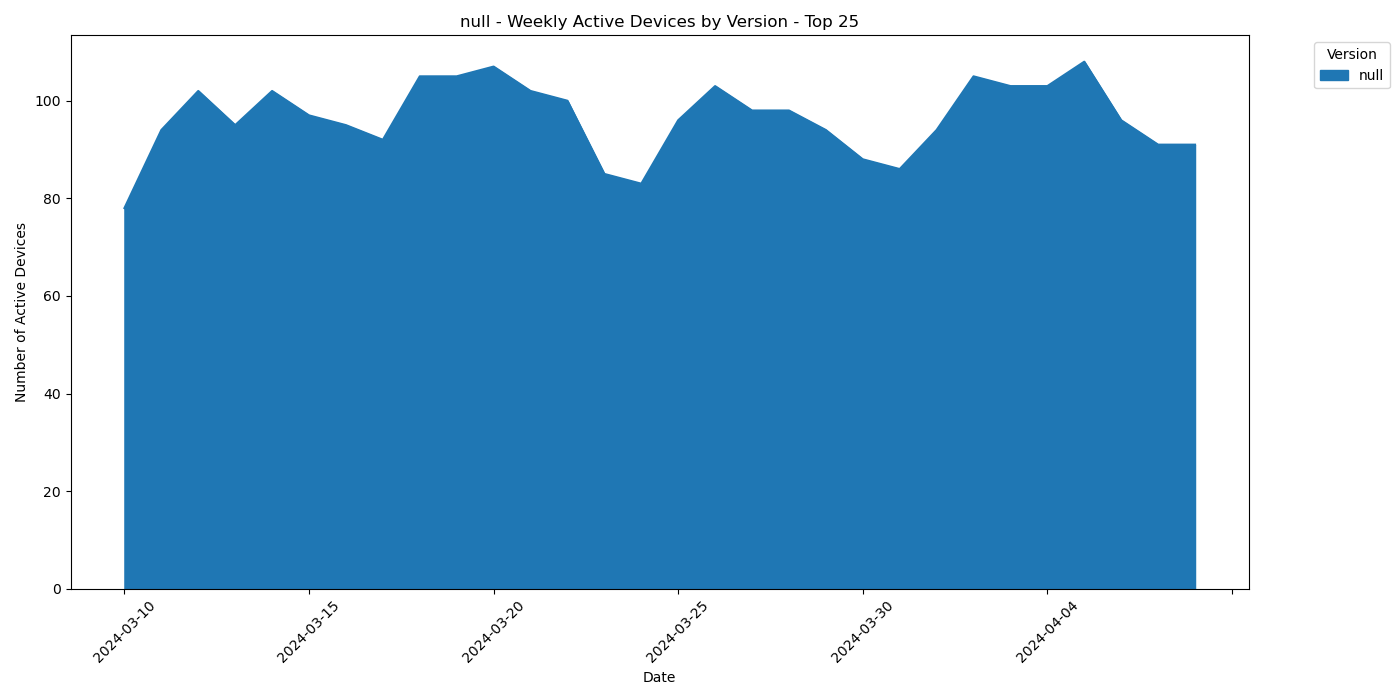 null - Weekly Active Devices by Version - Top 25
Version
null
Number of Active Devices
100
80
60
40
20
0
2024-03-10
2024-03-15
2024-03-20
2024-03-25
2024-03-30
2024-04-04
Date